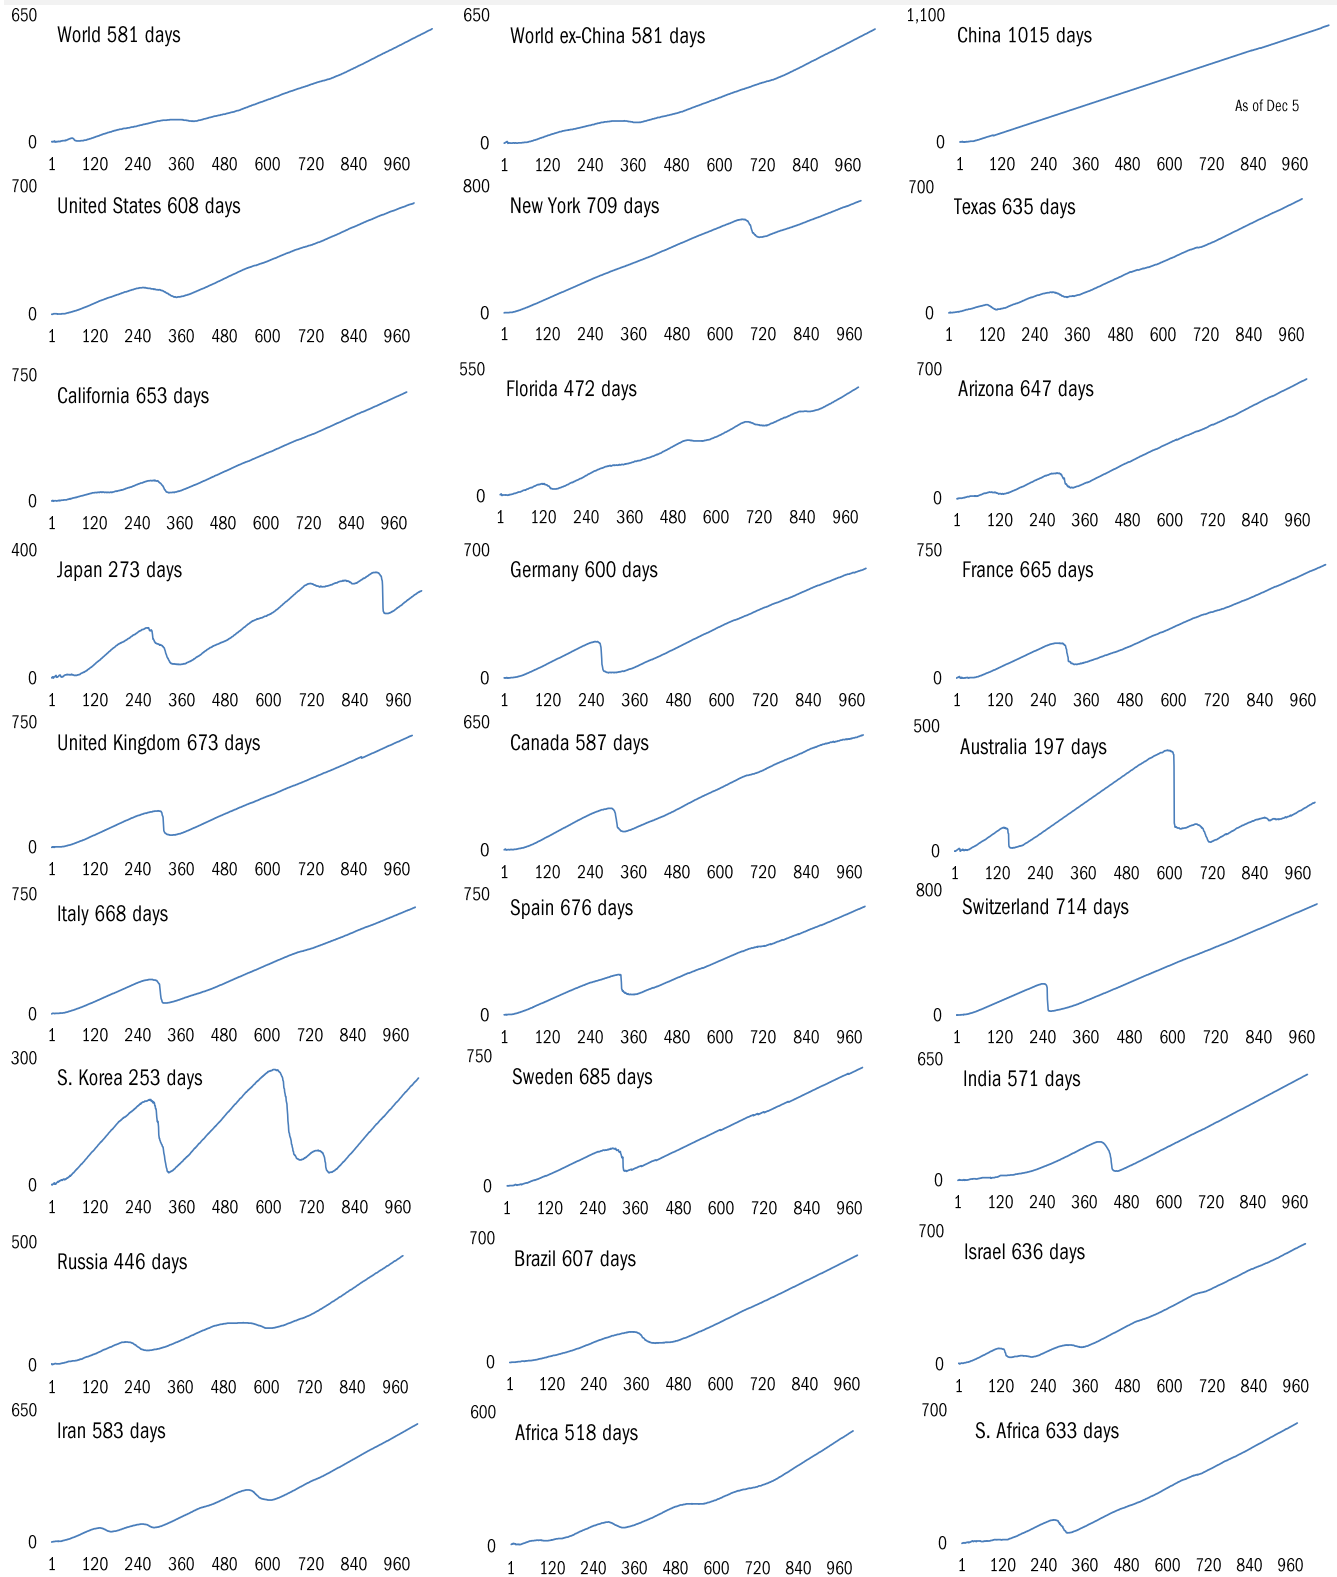 650 650 1,100
World 581 days World ex-China 581 days China 1015 days
As of Dec 5
0 0 0
1 120 240 360 480 600 720 840 960 1 120 240 360 480 600 720 840 960 1 120 240 360 480 600 720 840 960
700 800 700
United States 608 days New York 709 days Texas 635 days
0 0 0
1 120 240 360 480 600 720 840 960 1 120 240 360 480 600 720 840 960 1 120 240 360 480 600 720 840 960
750 550 700
California 653 days Florida 472 days Arizona 647 days
0 0 0
1 120 240 360 480 600 720 840 960 1 120 240 360 480 600 720 840 960 1 120 240 360 480 600 720 840 960
400 700 750
Japan 273 days Germany 600 days France 665 days
0 0 0
1 120 240 360 480 600 720 840 960 1 120 240 360 480 600 720 840 960 1 120 240 360 480 600 720 840 960
750 650 500
United Kingdom 673 days Canada 587 days Australia 197 days
0 0 0
1 120 240 360 480 600 720 840 960 1 120 240 360 480 600 720 840 960 1 120 240 360 480 600 720 840 960
750 750 800
Italy 668 days Spain 676 days Switzerland 714 days
0 0 0
1 120 240 360 480 600 720 840 960 1 120 240 360 480 600 720 840 960 1 120 240 360 480 600 720 840 960
300 750 650
S. Korea 253 days Sweden 685 days India 571 days
0 0 0
1 120 240 360 480 600 720 840 960 1 120 240 360 480 600 720 840 960 1 120 240 360 480 600 720 840 960
500 700 700
Russia 446 days Brazil 607 days Israel 636 days
0 0 0
1 120 240 360 480 600 720 840 960 1 120 240 360 480 600 720 840 960 1 120 240 360 480 600 720 840 960
650 600 700
Iran 583 days Africa 518 days S. Africa 633 days
0 0 0
1 120 240 360 480 600 720 840 960 1 120 240 360 480 600 720 840 960 1 120 240 360 480 600 720 840 960